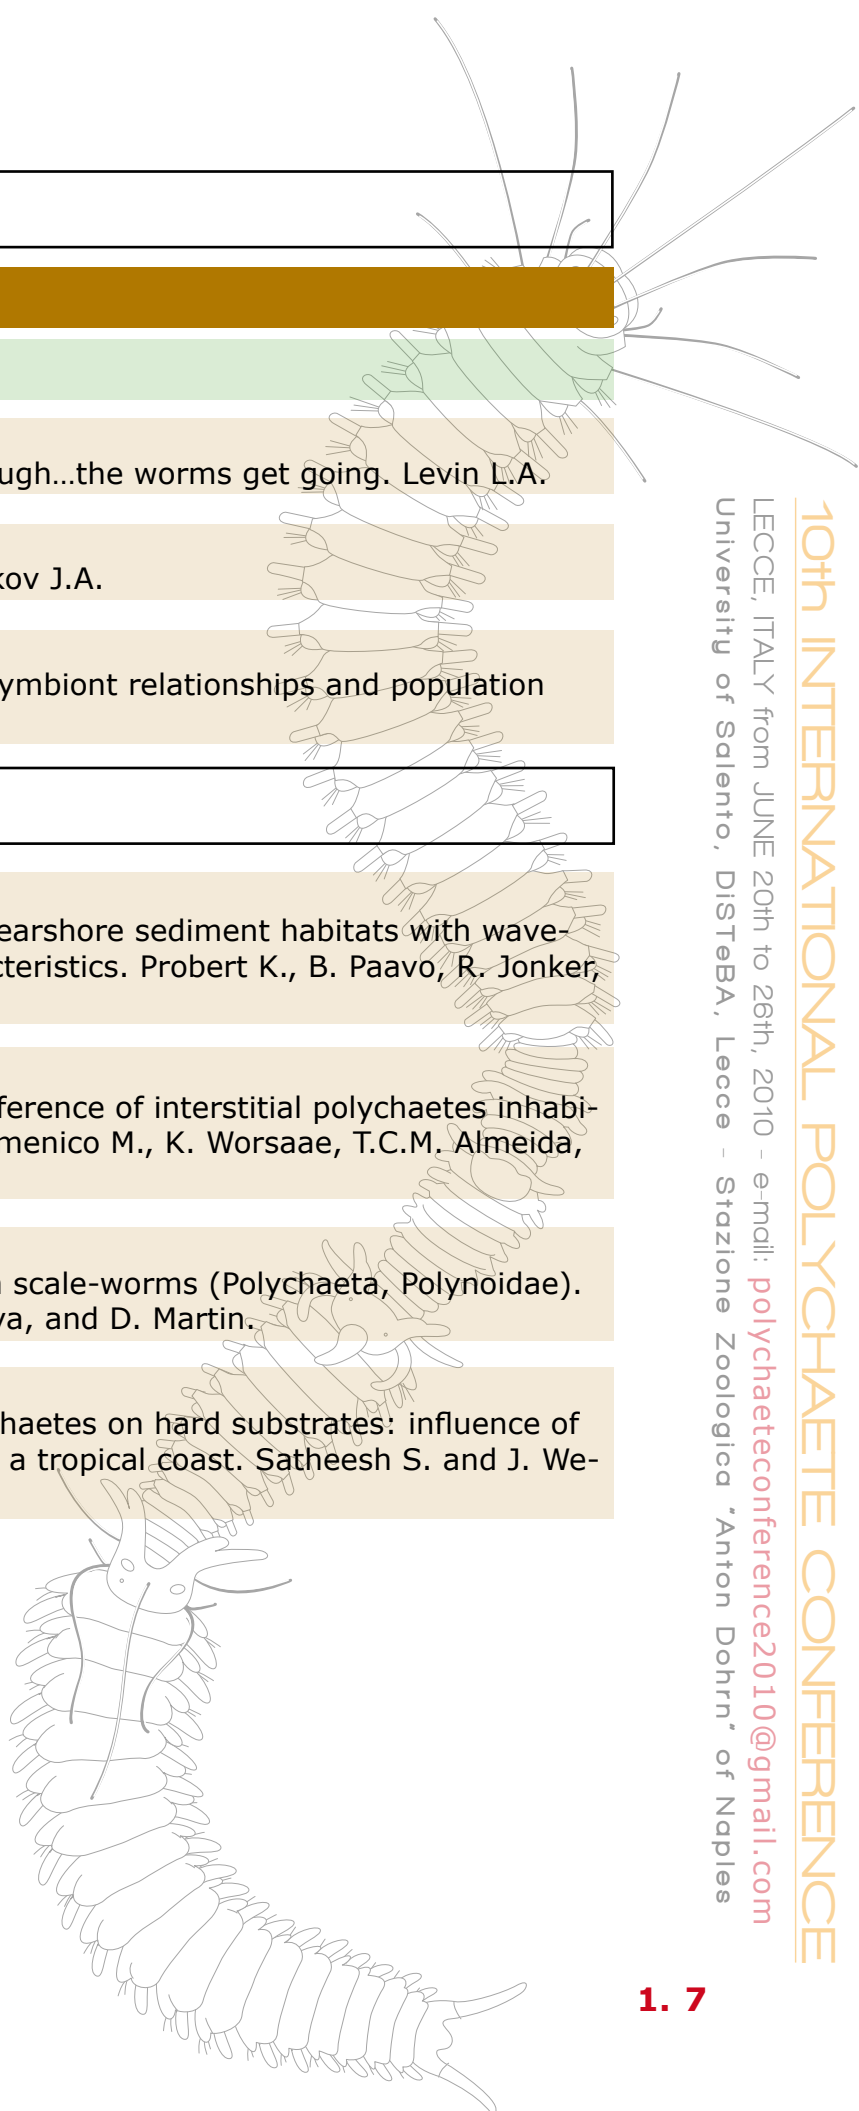 ugh…the worms get going. Levin L.A.
kov J.A.
ymbiont relationships and population
earshore sediment habitats with wave-
cteristics. Probert K., B. Paavo, R. Jonker,
ference of interstitial polychaetes inhabi-
menico M., K. Worsaae, T.C.M. Almeida,
scale-worms (Polychaeta, Polynoidae).
va, and D. Martin.
haetes on hard substrates: influence of
a tropical coast. Satheesh S. and J. We-
10th INTERNATIONAL POLYCHAETE CONFERENCE
LECCE, ITALY from JUNE 20th to 26th, 2010 - e-mail: polychaeteconference2010@gmail.com
University of Salento, DiSTeBA, Lecce - Stazione Zoologica "Anton Dohrn" of Naples
1. 7